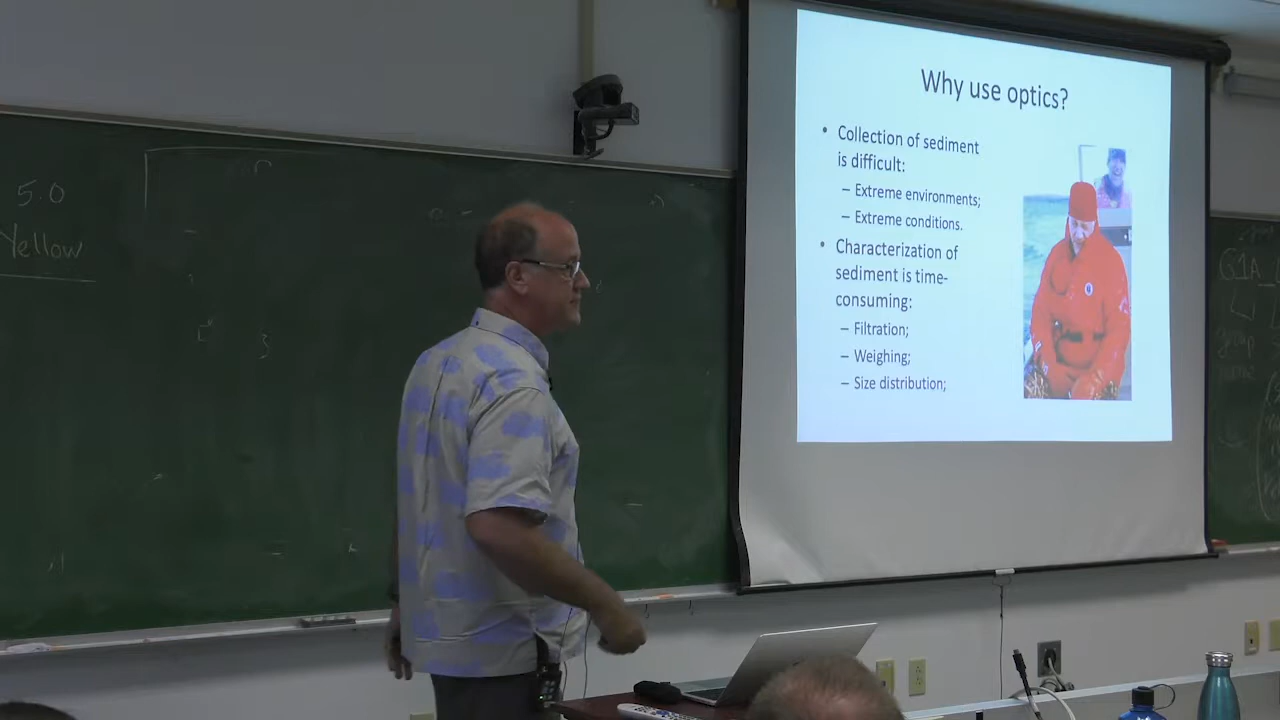 5.0
Yellow
Why use optics?
• Collection of sediment
is difficult:
– Extreme environments;
– Extreme conditions.
• Characterization of
sediment is time-
consuming:
– Filtration;
– Weighing;
– Size distribution;
G1A